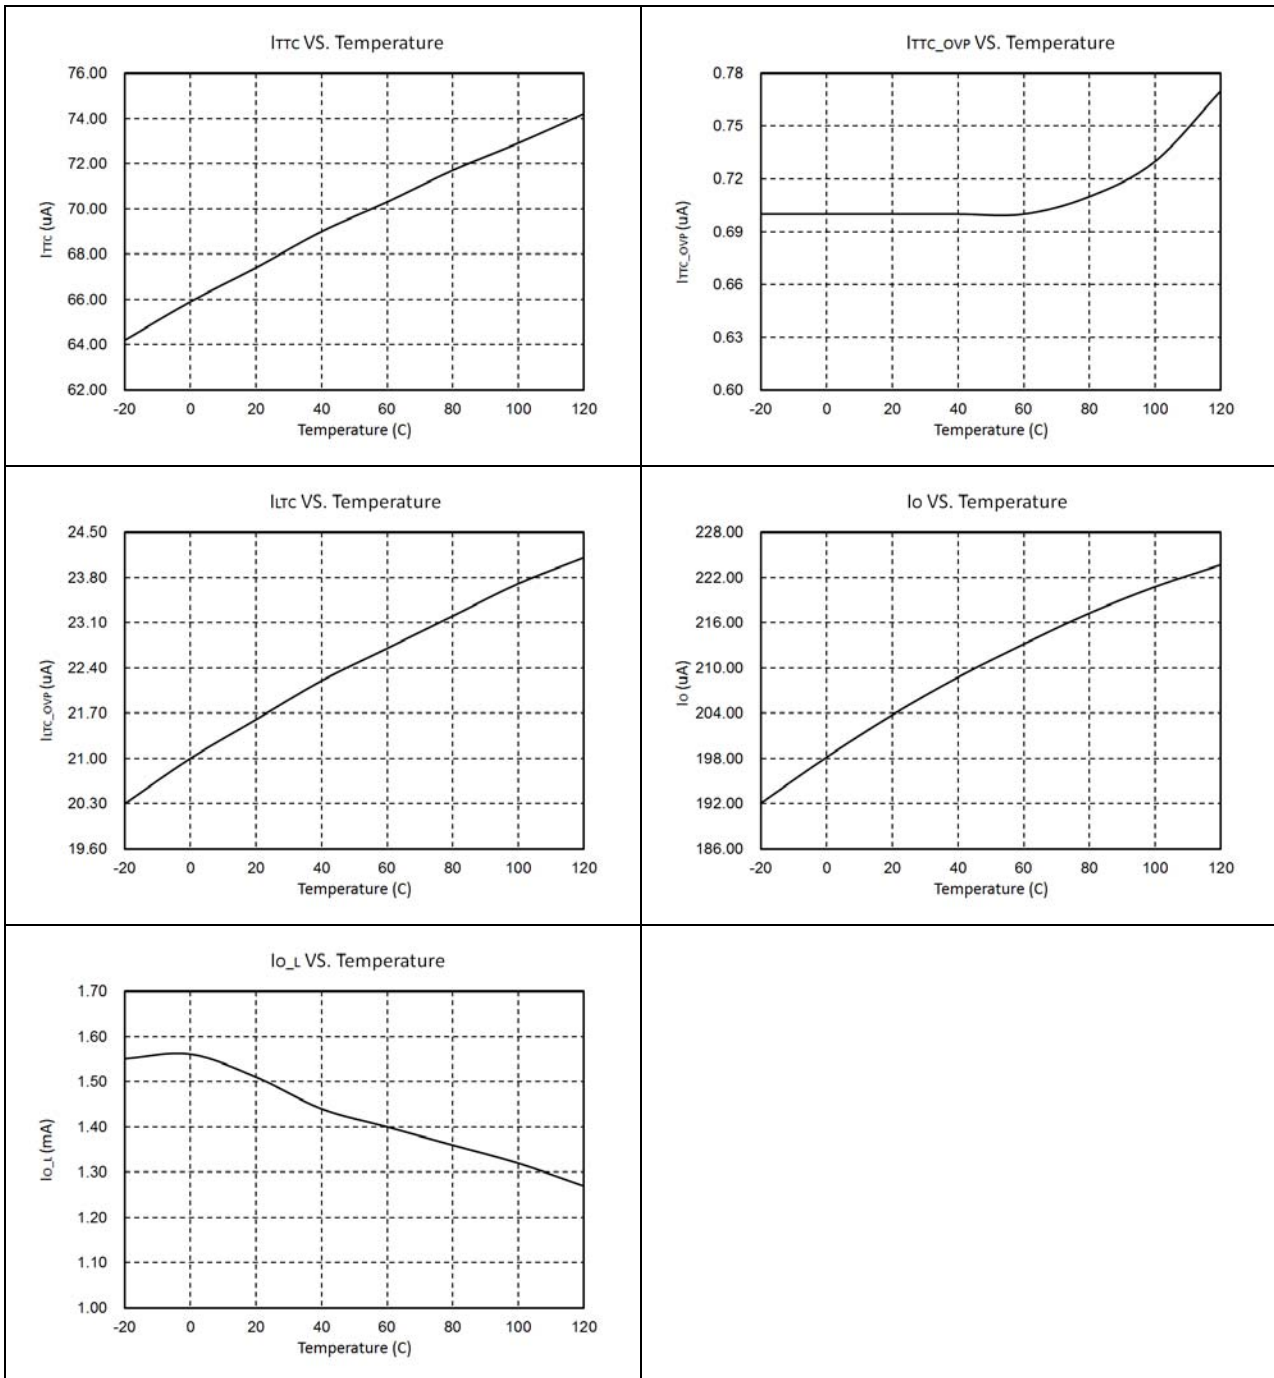 ITTC VS. Temperature
76.00
74.00
72.00
70.00
68.00
66.00
64.00
62.00
ITTC (uA)
-20 0 20 40 60 80 100 120
Temperature (C)
ITTC_OVP VS. Temperature
0.78
0.75
0.72
0.69
0.66
0.63
0.60
ITTC_OVP (uA)
-20 0 20 40 60 80 100 120
Temperature (C)
ILTC VS. Temperature
24.50
23.80
23.10
22.40
21.70
21.00
20.30
19.60
ILTC_OVP (uA)
-20 0 20 40 60 80 100 120
Temperature (C)
IO VS. Temperature
228.00
222.00
216.00
210.00
204.00
198.00
192.00
186.00
IO (uA)
-20 0 20 40 60 80 100 120
Temperature (C)
IO_L VS. Temperature
1.70
1.60
1.50
1.40
1.30
1.20
1.10
1.00
IO_L (mA)
-20 0 20 40 60 80 100 120
Temperature (C)